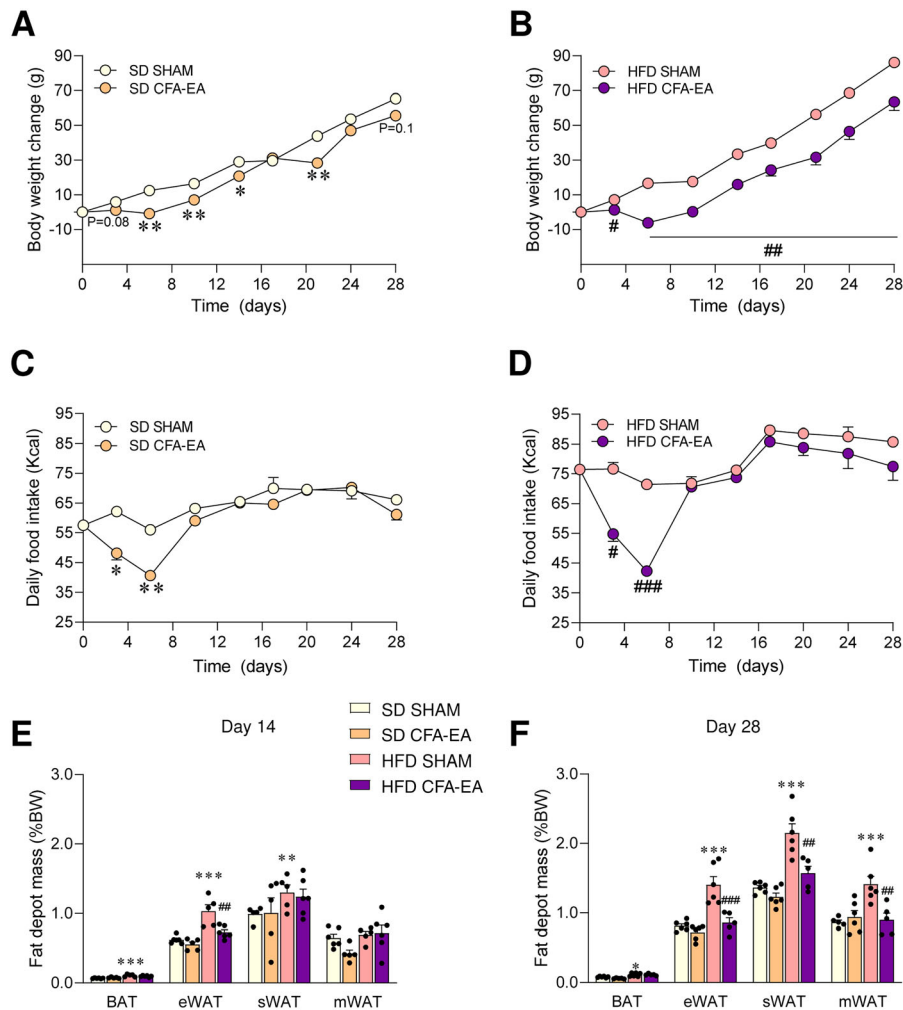 A
Body weight change (g)
90
70
50
30
10
-10
SD SHAM
SD CFA-EA
P=0.08
**
**
*
**
P=0.1
0 4 8 12 16 20 24 28
Time (days)
B
Body weight change (g)
90
70
50
30
10
-10
HFD SHAM
HFD CFA-EA
#
##
0 4 8 12 16 20 24 28
Time (days)
C
Daily food intake (Kcal)
95
85
75
65
55
45
35
25
SD SHAM
SD CFA-EA
*
**
0 4 8 12 16 20 24 28
Time (days)
D
Daily food intake (Kcal)
95
85
75
65
55
45
35
25
HFD SHAM
HFD CFA-EA
#
###
0 4 8 12 16 20 24 28
Time (days)
SD SHAM
SD CFA-EA
HFD SHAM
HFD CFA-EA
E
Day 14
Fat depot mass (%BW)
3.0
2.0
1.0
0.0
***
***
##
**
BAT eWAT sWAT mWAT
F
Day 28
Fat depot mass (%BW)
3.0
2.0
1.0
0.0
*
***
###
***
##
***
##
BAT eWAT sWAT mWAT